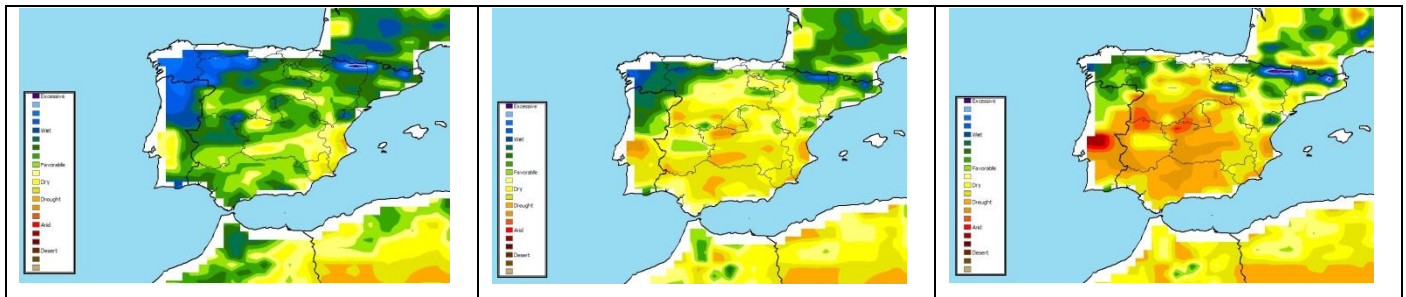 Excessive
Wet
Favorable
Dry
Drought
Arid
Desert
Excessive
Wet
Favorable
Dry
Drought
Arid
Desert
Excessive
Wet
Favorable
Dry
Drought
Arid
Desert